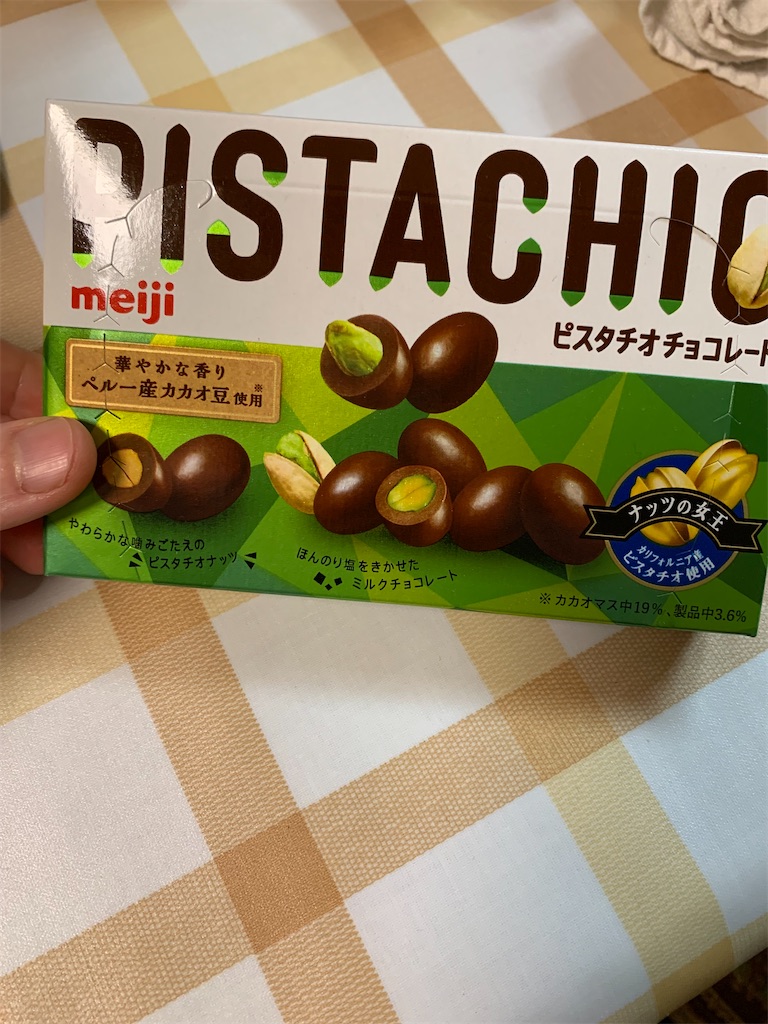 PISTACHIO
meiji
ピスタチオチョコレート
華やかな香り
ペルー産カカオ豆使用※
ナッツの女王
カリフォルニア産
ピスタチオ使用
やわらかな噛みごたえの
ピスタチオナッツ
ほんのり塩をきかせた
ミルクチョコレート
※カカオマス中19%、製品中3.6%